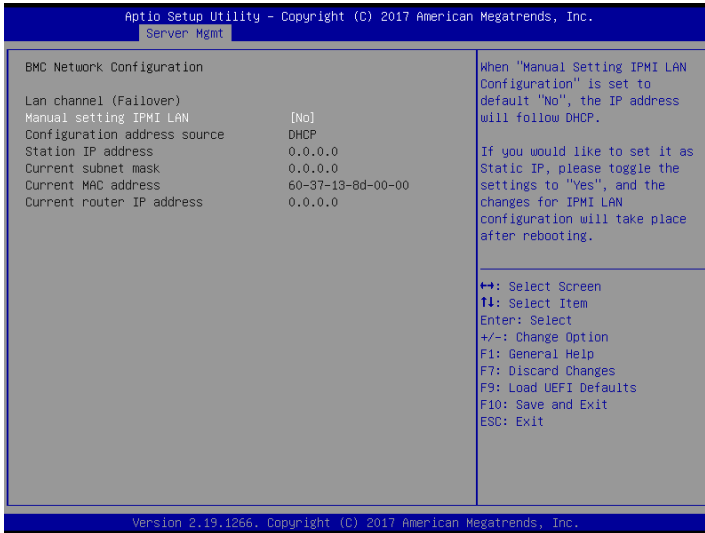 Aptio Setup Utility – Copyright (C) 2017 American Megatrends, Inc.
Server Mgmt
BMC Network Configuration
Lan channel (Failover)
Manual setting IPMI LAN [No]
Configuration address source DHCP
Station IP address 0.0.0.0
Current subnet mask 0.0.0.0
Current MAC address 60-37-13-8d-00-00
Current router IP address 0.0.0.0
When "Manual Setting IPMI LAN
Configuration" is set to
default "No", the IP address
will follow DHCP.
If you would like to set it as
Static IP, please toggle the
settings to "Yes", and the
changes for IPMI LAN
configuration will take place
after rebooting.
↔: Select Screen
↑↓: Select Item
Enter: Select
+/-: Change Option
F1: General Help
F7: Discard Changes
F9: Load UEFI Defaults
F10: Save and Exit
ESC: Exit
Version 2.19.1266. Copyright (C) 2017 American Megatrends, Inc.